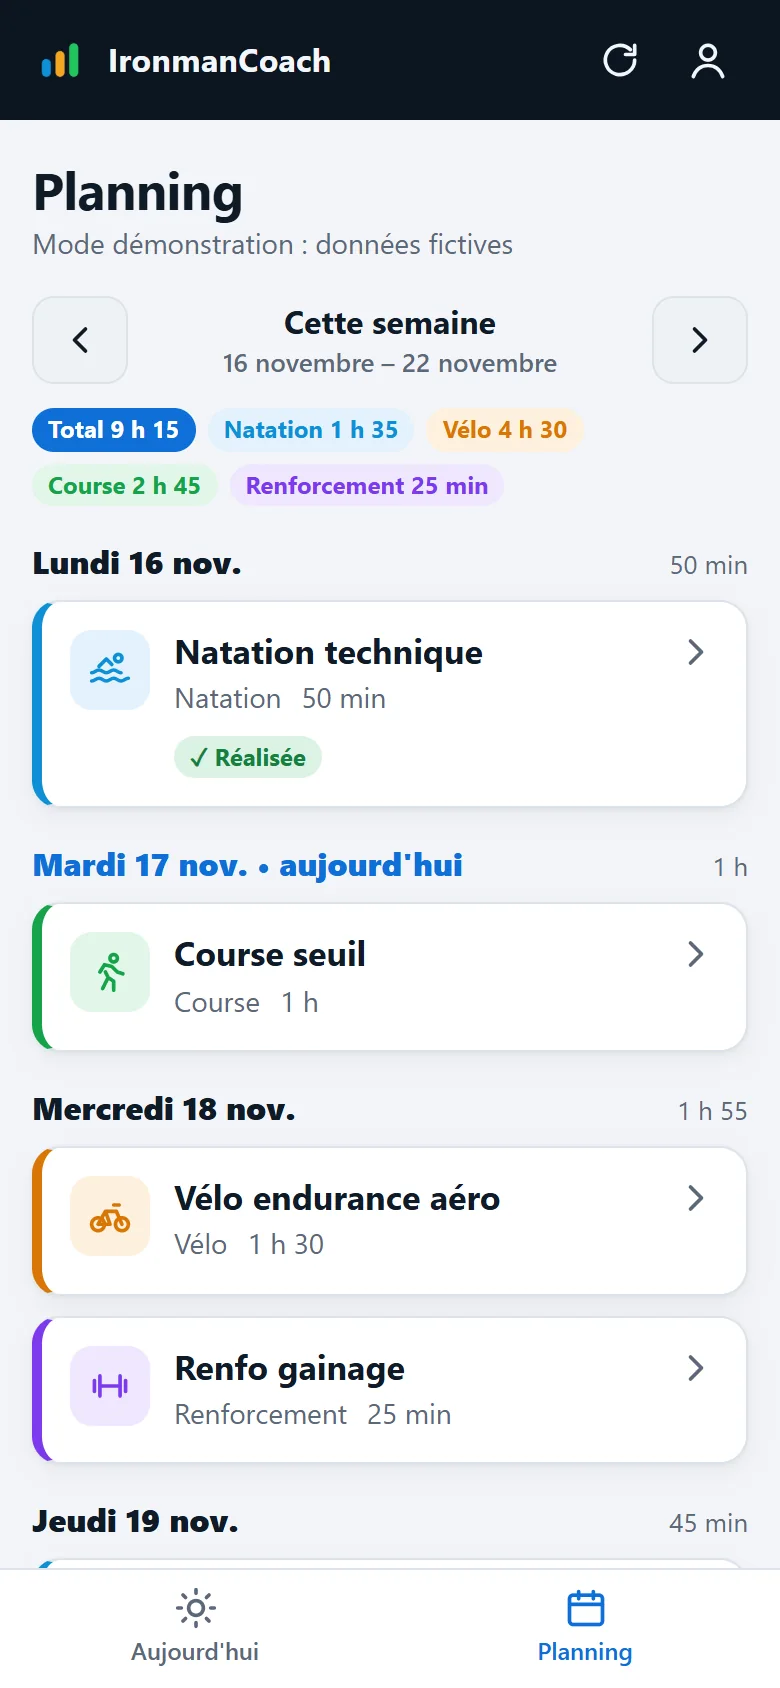 IronmanCoach
Planning
Mode démonstration : données fictives
Cette semaine
16 novembre – 22 novembre
Total 9 h 15
Natation 1 h 35
Vélo 4 h 30
Course 2 h 45
Renforcement 25 min
Lundi 16 nov.
50 min
Natation technique
Natation 50 min
✓ Réalisée
Mardi 17 nov. • aujourd'hui
1 h
Course seuil
Course 1 h
Mercredi 18 nov.
1 h 55
Vélo endurance aéro
Vélo 1 h 30
Renfo gainage
Renforcement 25 min
Jeudi 19 nov.
45 min
Aujourd'hui
Planning